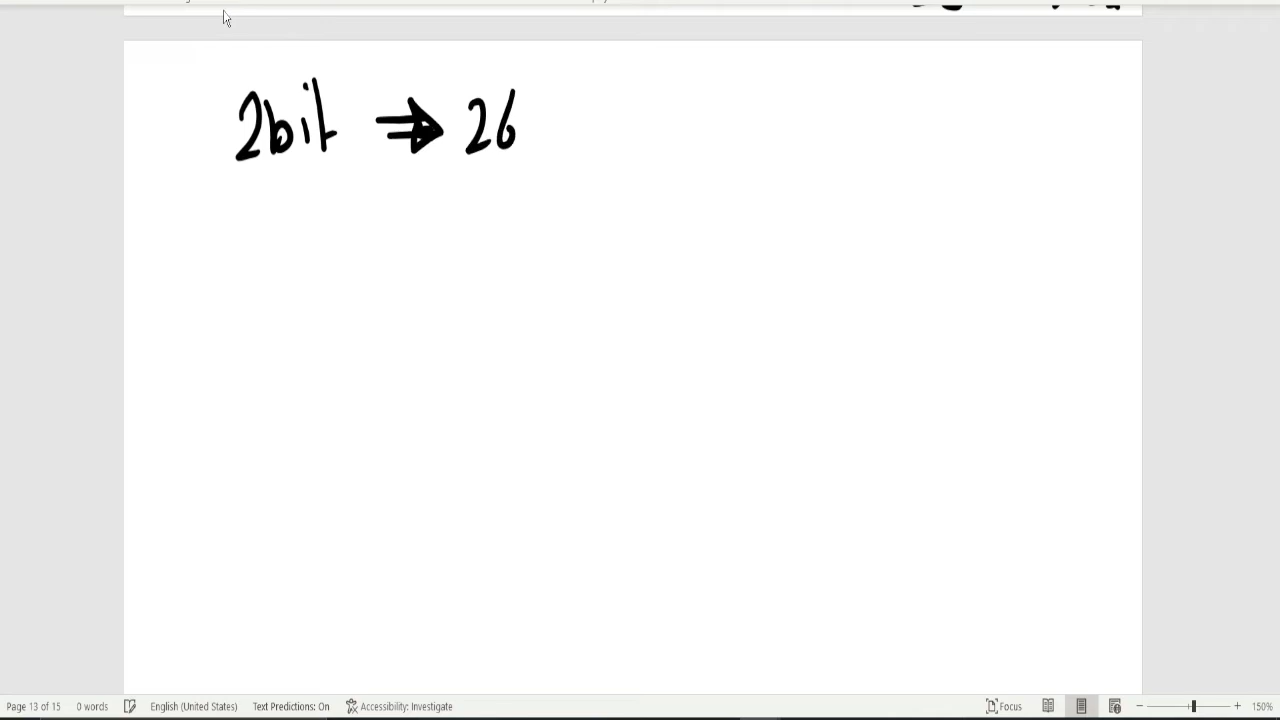 2bit ⇒ 26
Page 13 of 15 0 words English (United States) Text Predictions: On Accessibility: Investigate Focus 150%